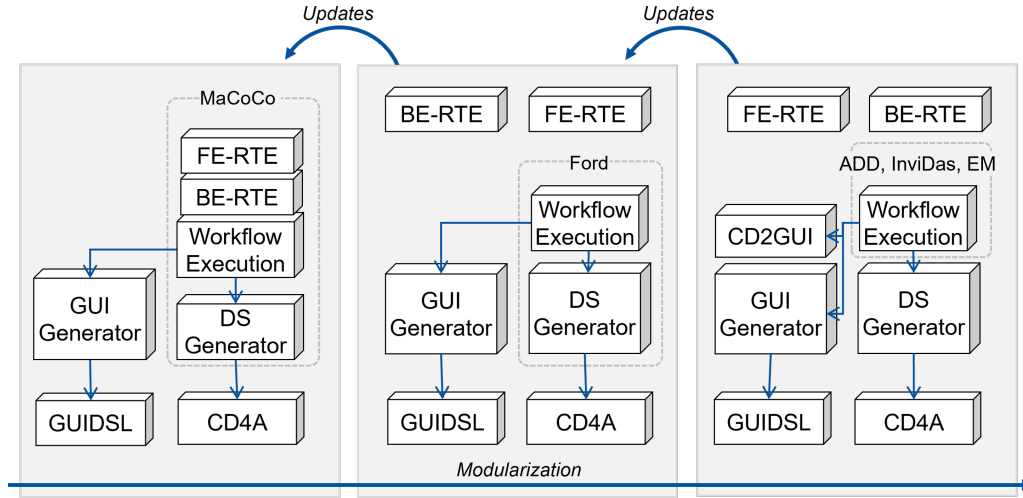 Updates
Updates
MaCoCo
FE-RTE
BE-RTE
Workflow
Execution
GUI
Generator
DS
Generator
GUIDSL
CD4A
BE-RTE
FE-RTE
Ford
Workflow
Execution
GUI
Generator
DS
Generator
GUIDSL
CD4A
FE-RTE
BE-RTE
ADD, InviDas, EM
Workflow
Execution
CD2GUI
GUI
Generator
DS
Generator
GUIDSL
CD4A
Modularization